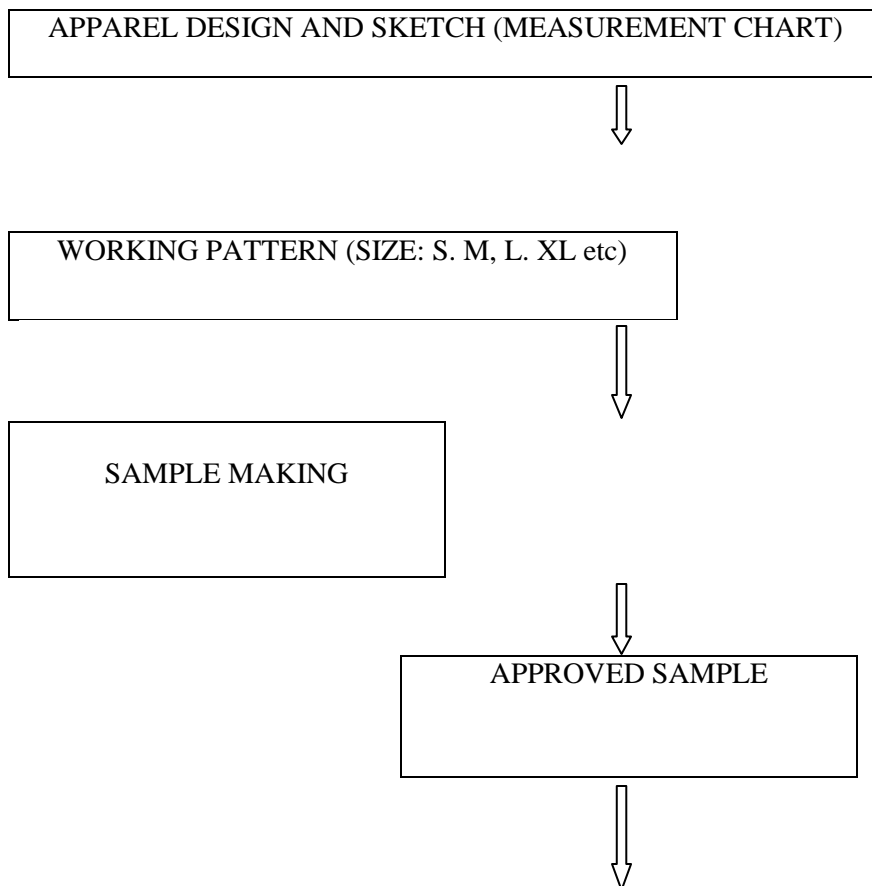 APPAREL DESIGN AND SKETCH (MEASUREMENT CHART)
WORKING PATTERN (SIZE: S. M, L. XL etc)
SAMPLE MAKING
APPROVED SAMPLE